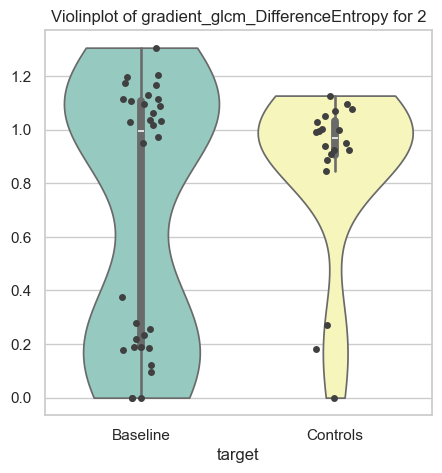 Violinplot of gradient_glcm_DifferenceEntropy for 2
1.2
1.0
0.8
0.6
0.4
0.2
0.0
Baseline Controls
target